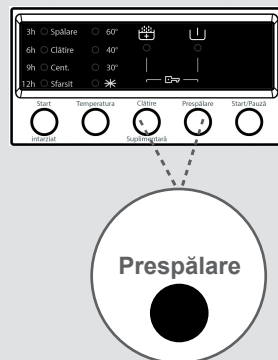 3h Spălare 60°
6h Clătire 40°
9h Cent. 30°
12h Sfarsit
Start Temperatura Clătire Prespălare Start/Pauză
intarziat Suplimentară
Prespălare